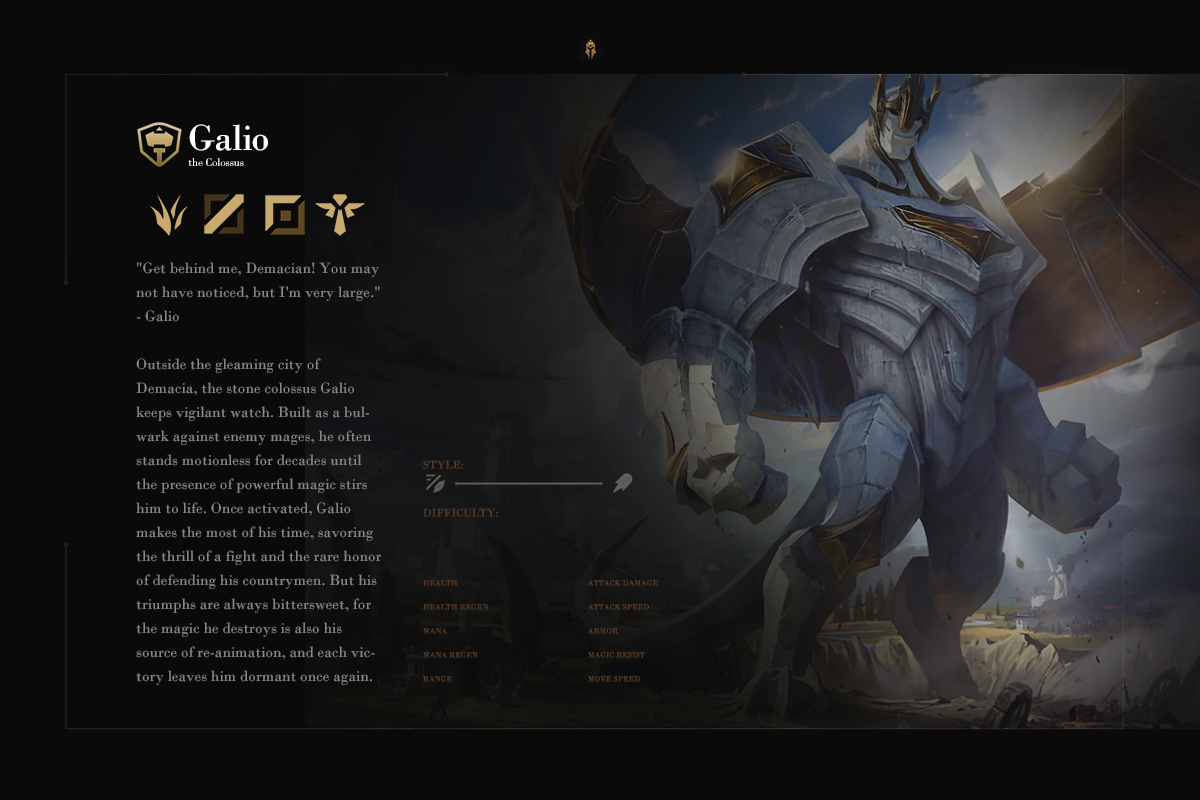 Galio
the Colossus
"Get behind me, Demacian! You may
not have noticed, but I'm very large."
- Galio
Outside the gleaming city of
Demacia, the stone colossus Galio
keeps vigilant watch. Built as a bul-
wark against enemy mages, he often
stands motionless for decades until
the presence of powerful magic stirs
him to life. Once activated, Galio
makes the most of his time, savoring
the thrill of a fight and the rare honor
of defending his countrymen. But his
triumphs are always bittersweet, for
the magic he destroys is also his
source of re-animation, and each vic-
tory leaves him dormant once again.
STYLE:
DIFFICULTY:
HEALTH
HEALTH REGEN
MANA
MANA REGEN
RANGE
ATTACK DAMAGE
ATTACK SPEED
ARMOR
MAGIC RESIST
MOVE SPEED